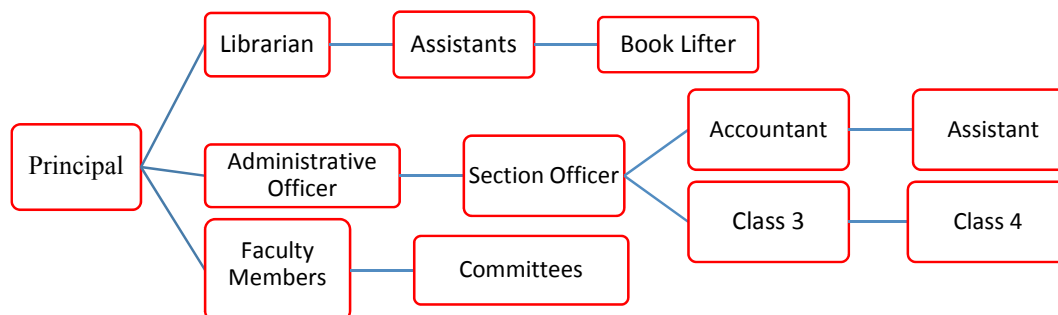 Librarian
Assistants
Book Lifter
Principal
Administrative
Officer
Section Officer
Accountant
Assistant
Class 3
Class 4
Faculty
Members
Committees